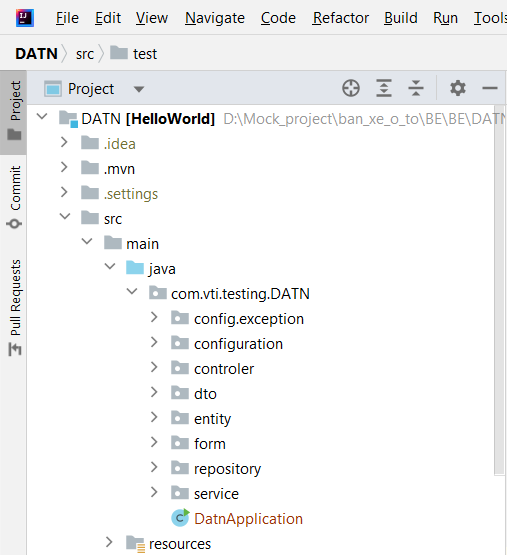 File Edit View Navigate Code Refactor Build Run Tools
DATN src test
Project
Project
Commit
Pull Requests
DATN [HelloWorld] D:\Mock_project\ban_xe_o_to\BE\BE\DATN
.idea
.mvn
.settings
src
main
java
com.vti.testing.DATN
config.exception
configuration
controler
dto
entity
form
repository
service
DatnApplication
resources